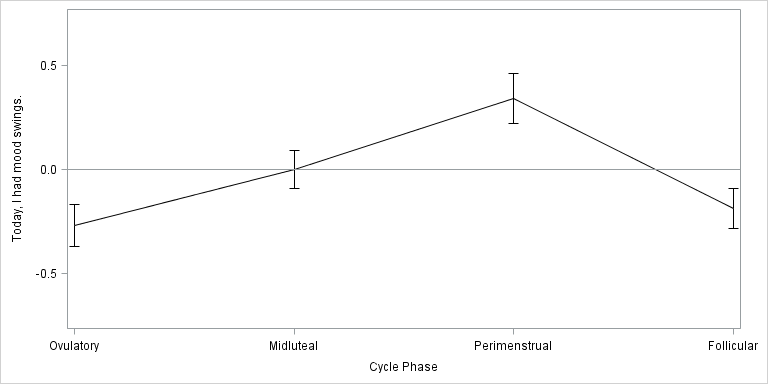 Today, I had mood swings.
0.5
0.0
-0.5
Ovulatory Midluteal Perimenstrual Follicular
Cycle Phase